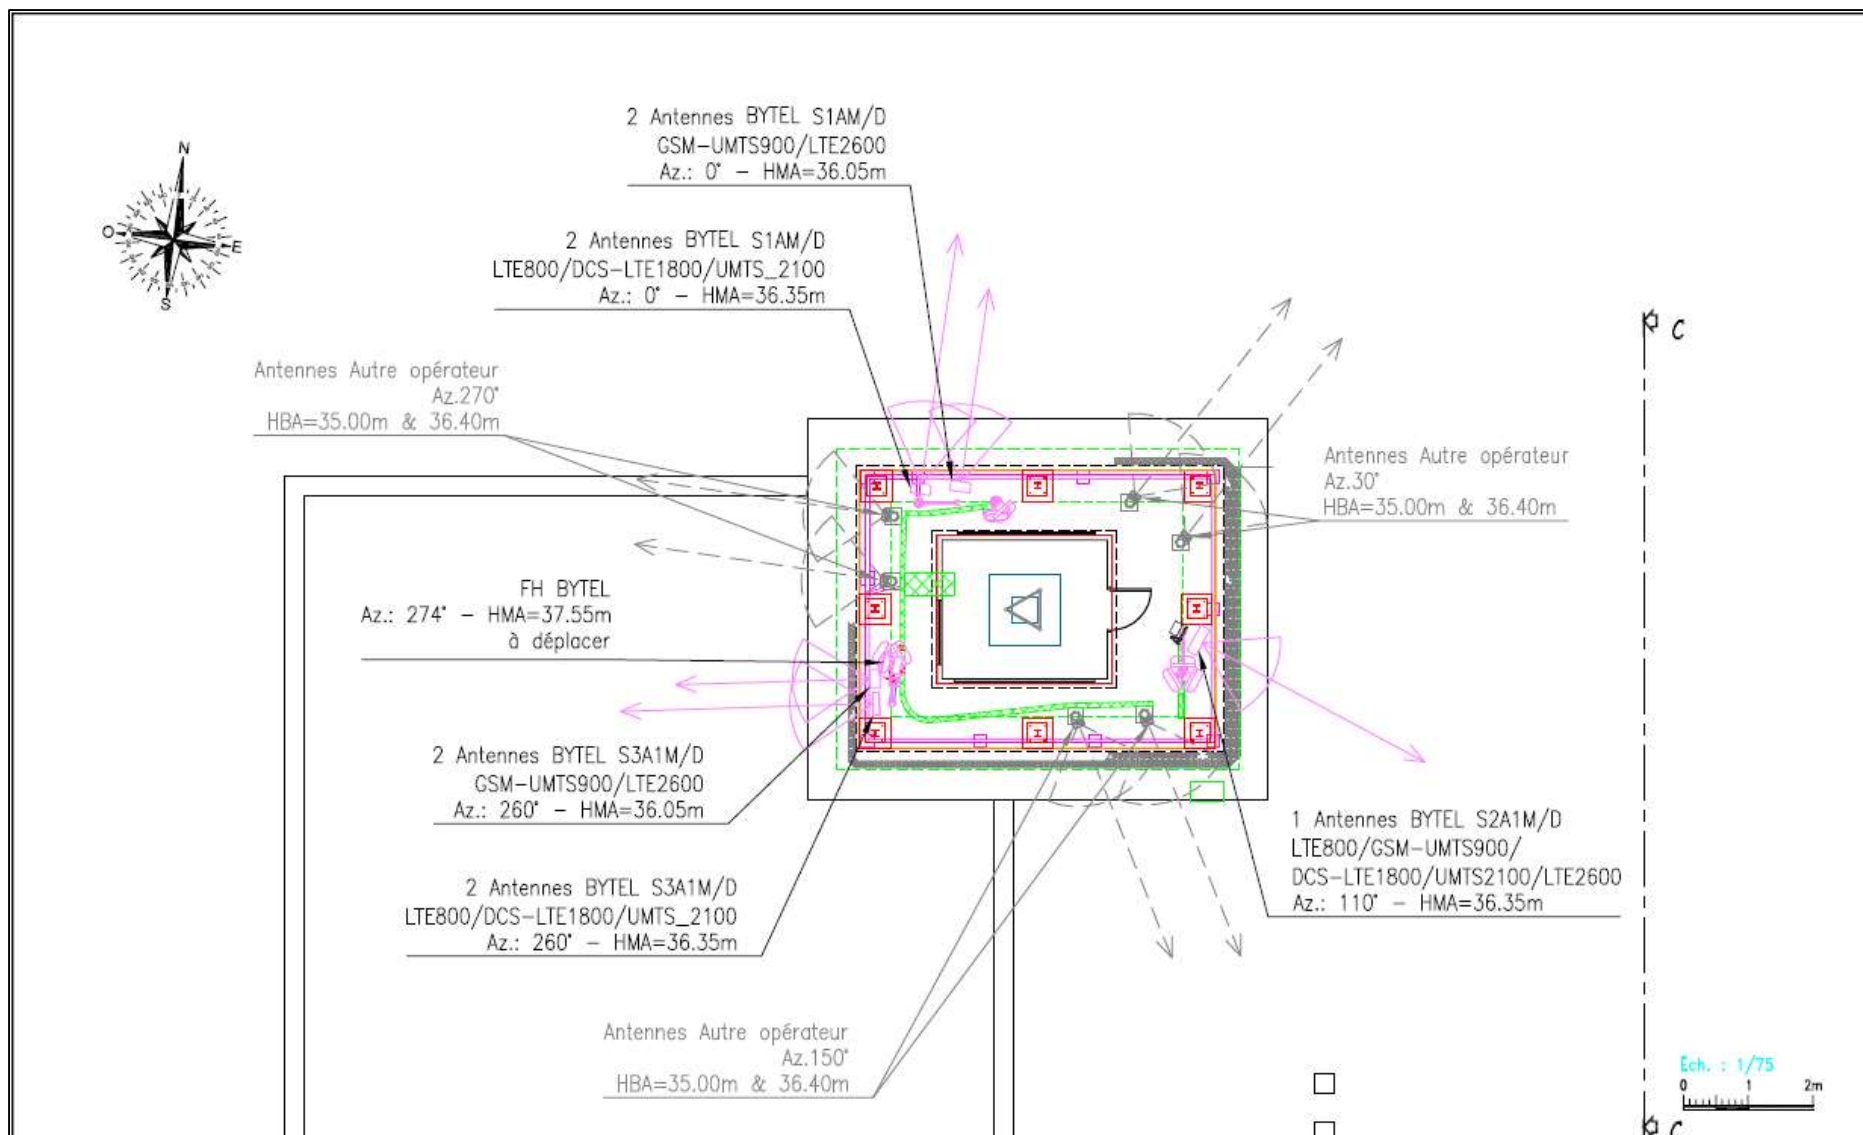 2 Antennes BYTEL S1AM/D
GSM-UMTS900/LTE2600
Az.: 0° - HMA=36.05m
N
O
E
S
2 Antennes BYTEL S1AM/D
LTE800/DCS-LTE1800/UMTS_2100
Az.: 0° - HMA=36.35m
C
Antennes Autre opérateur
Az.270°
HBA=35.00m & 36.40m
Antennes Autre opérateur
Az.30°
HBA=35.00m & 36.40m
FH BYTEL
Az.: 274° - HMA=37.55m
à déplacer
2 Antennes BYTEL S3A1M/D
GSM-UMTS900/LTE2600
Az.: 260° - HMA=36.05m
1 Antennes BYTEL S2A1M/D
LTE800/GSM-UMTS900/
DCS-LTE1800/UMTS2100/LTE2600
Az.: 110° - HMA=36.35m
2 Antennes BYTEL S3A1M/D
LTE800/DCS-LTE1800/UMTS_2100
Az.: 260° - HMA=36.35m
Antennes Autre opérateur
Az.150°
HBA=35.00m & 36.40m
Ech. : 1/75
0 1 2m
C